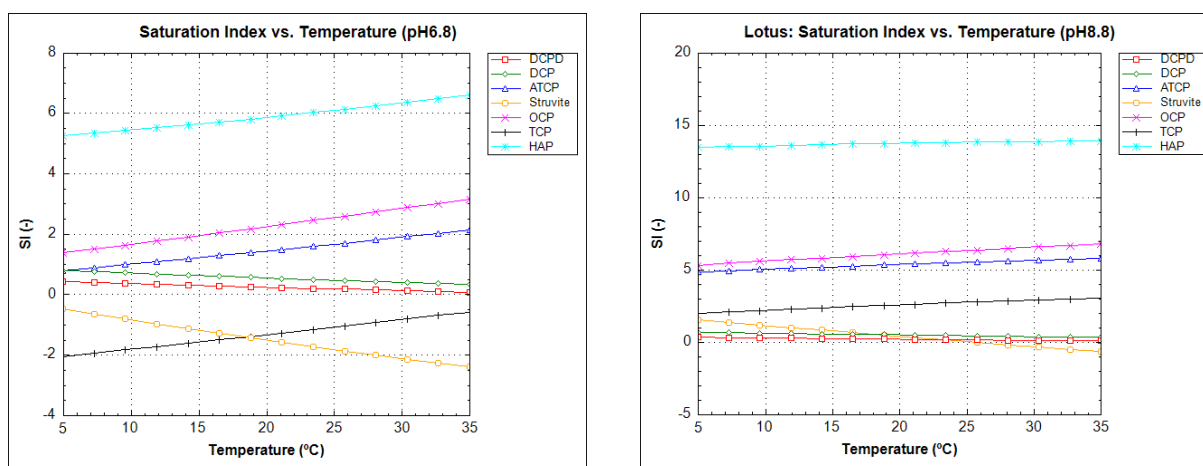 Saturation Index vs. Temperature (pH6.8)
8
6
4
2
0
-2
-4
SI (-)
5 10 15 20 25 30 35
Temperature (ºC)
DCPD
DCP
ATCP
Struvite
OCP
TCP
HAP
Lotus: Saturation Index vs. Temperature (pH8.8)
20
15
10
5
0
-5
SI (-)
5 10 15 20 25 30 35
Temperature (ºC)
DCPD
DCP
ATCP
Struvite
OCP
TCP
HAP